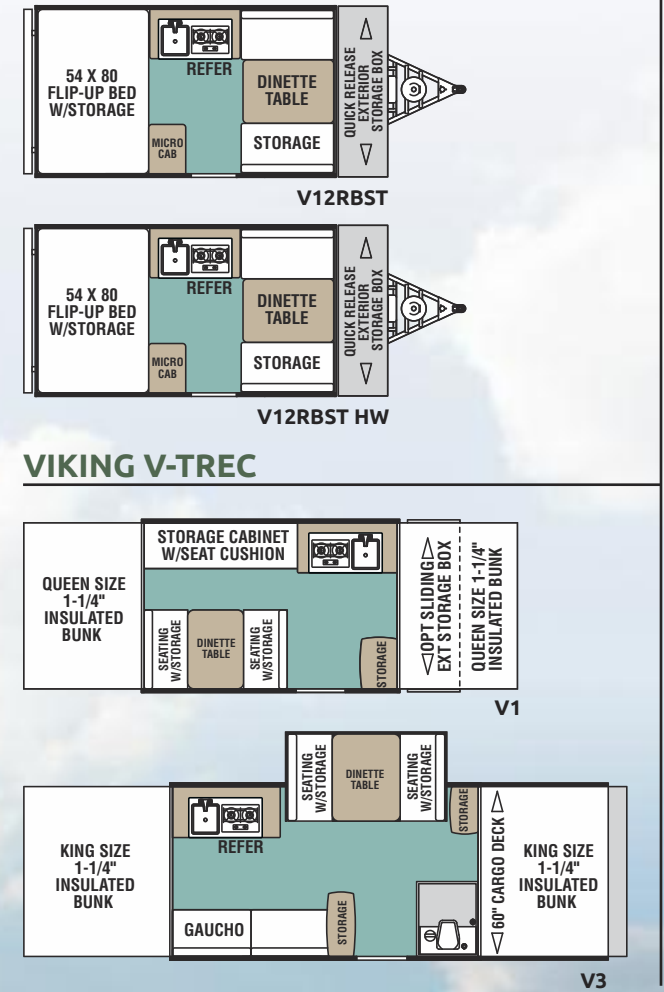 54 X 80
FLIP-UP BED
W/STORAGE
REFER
MICRO
CAB
DINETTE
TABLE
STORAGE
QUICK RELEASE
EXTERIOR
STORAGE BOX
V12RBST
54 X 80
FLIP-UP BED
W/STORAGE
REFER
MICRO
CAB
DINETTE
TABLE
STORAGE
QUICK RELEASE
EXTERIOR
STORAGE BOX
V12RBST HW
VIKING V-TREC
QUEEN SIZE
1-1/4"
INSULATED
BUNK
STORAGE CABINET
W/SEAT CUSHION
SEATING
W/STORAGE
DINETTE
TABLE
SEATING
W/STORAGE
STORAGE
OPT SLIDING
EXT STORAGE BOX
QUEEN SIZE 1-1/4"
INSULATED BUNK
V1
SEATING
W/STORAGE
DINETTE
TABLE
SEATING
W/STORAGE
KING SIZE
1-1/4"
INSULATED
BUNK
REFER
GAUCHO
STORAGE
STORAGE
60" CARGO DECK
KING SIZE
1-1/4"
INSULATED
BUNK
V3